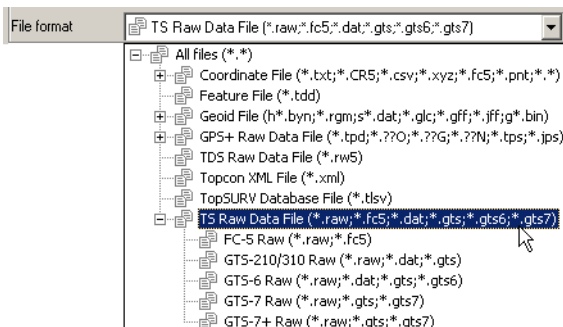 File format
TS Raw Data File (*.raw;*.fc5;*.dat;*.gts;*.gts6;*.gts7)
All files (*.*)
Coordinate File (*.txt;*.CR5;*.csv;*.xyz;*.fc5;*.pnt;*.*)
Feature File (*.tdd)
Geoid File (h*.byn;*.rgm;s*.dat;*.glc;*.gff;*.jff;g*.bin)
GPS+ Raw Data File (*.tpd;*.??O;*.??G;*.??N;*.tps;*.jps)
TDS Raw Data File (*.rw5)
Topcon XML File (*.xml)
TopSURV Database File (*.tlsv)
TS Raw Data File (*.raw;*.fc5;*.dat;*.gts;*.gts6;*.gts7)
FC-5 Raw (*.raw;*.fc5)
GTS-210/310 Raw (*.raw;*.dat;*.gts)
GTS-6 Raw (*.raw;*.dat;*.gts;*.gts6)
GTS-7 Raw (*.raw;*.gts;*.gts7)
GTS-7+ Raw (*.raw;*.gts;*.gts7)